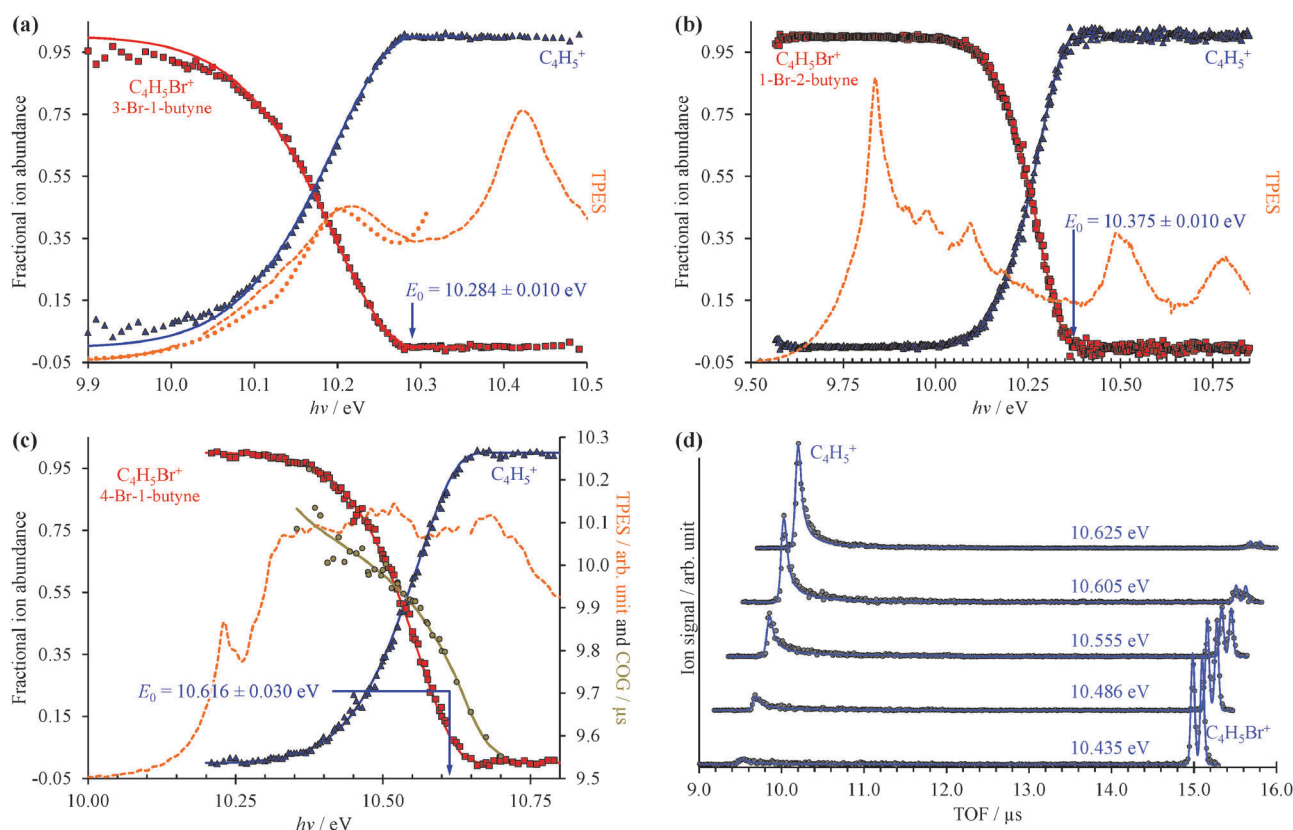 (a)
0.95
0.75
0.55
0.35
0.15
-0.05
Fractional ion abundance
C₄H₅Br⁺
3-Br-1-butyne
C₄H₅⁺
TPES
E₀ = 10.284 ± 0.010 eV
9.9
10.0
10.1
10.2
10.3
10.4
10.5
hν / eV
(b)
0.95
0.75
0.55
0.35
0.15
-0.05
Fractional ion abundance
C₄H₅Br⁺
1-Br-2-butyne
C₄H₅⁺
TPES
E₀ = 10.375 ± 0.010 eV
9.50
9.75
10.00
10.25
10.50
10.75
hν / eV
(c)
0.95
0.75
0.55
0.35
0.15
-0.05
Fractional ion abundance
C₄H₅Br⁺
4-Br-1-butyne
C₄H₅⁺
E₀ = 10.616 ± 0.030 eV
10.3
10.2
10.1
10.0
9.9
9.8
9.7
9.6
9.5
TPES / arb. unit and COG / µs
10.00
10.25
10.50
10.75
hν / eV
(d)
Ion signal / arb. unit
C₄H₅⁺
10.625 eV
10.605 eV
10.555 eV
10.486 eV
C₄H₅Br⁺
10.435 eV
9.0
10.0
11.0
12.0
13.0
14.0
15.0
16.0
TOF / µs